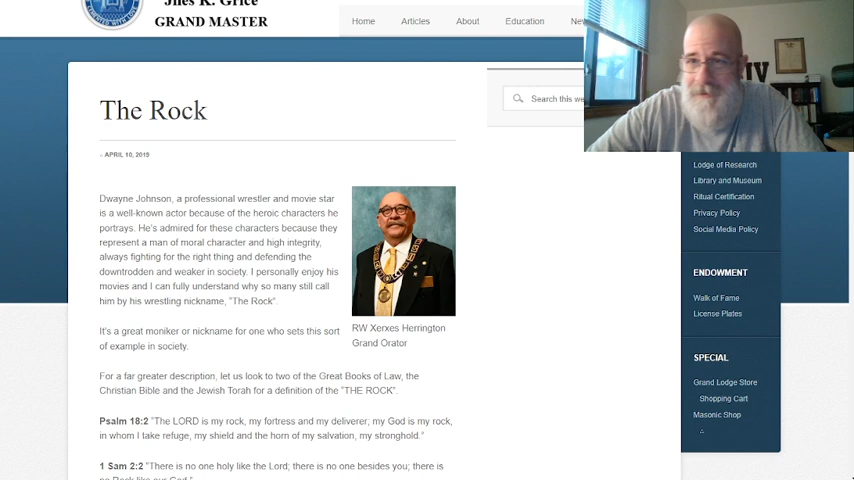 Jiles K. Grice
GRAND MASTER
Home Articles About Education
The Rock
Search this
- APRIL 10, 2015
Dwayne Johnson, a professional wrestler and movie star
is a well-known actor because of the heroic characters he
portrays. He's admired for these characters because they
represent a man of moral character and high integrity,
always fighting for the right thing and defending the
downtrodden and weaker in society. I personally enjoy his
movies and I can fully understand why so many still call
him by his wrestling nickname, "The Rock".
RW Xerxes Herrington
Grand Orator
It's a great moniker or nickname for one who sets this sort
of example in society.
For a far greater description, let us look to two of the Great Books of Law, the
Christian Bible and the Jewish Torah for a definition of the "THE ROCK".
Psalm 18:2 "The LORD is my rock, my fortress and my deliverer; my God is my rock,
in whom I take refuge, my shield and the horn of my salvation, my stronghold."
1 Sam 2:2 "There is no one holy like the Lord; there is no one besides you; there is
no Rock like our God."
Lodge of Research
Library and Museum
Ritual Certification
Privacy Policy
Social Media Policy
ENDOWMENT
Walk of Fame
License Plates
SPECIAL
Grand Lodge Store
Shopping Cart
Masonic Shop